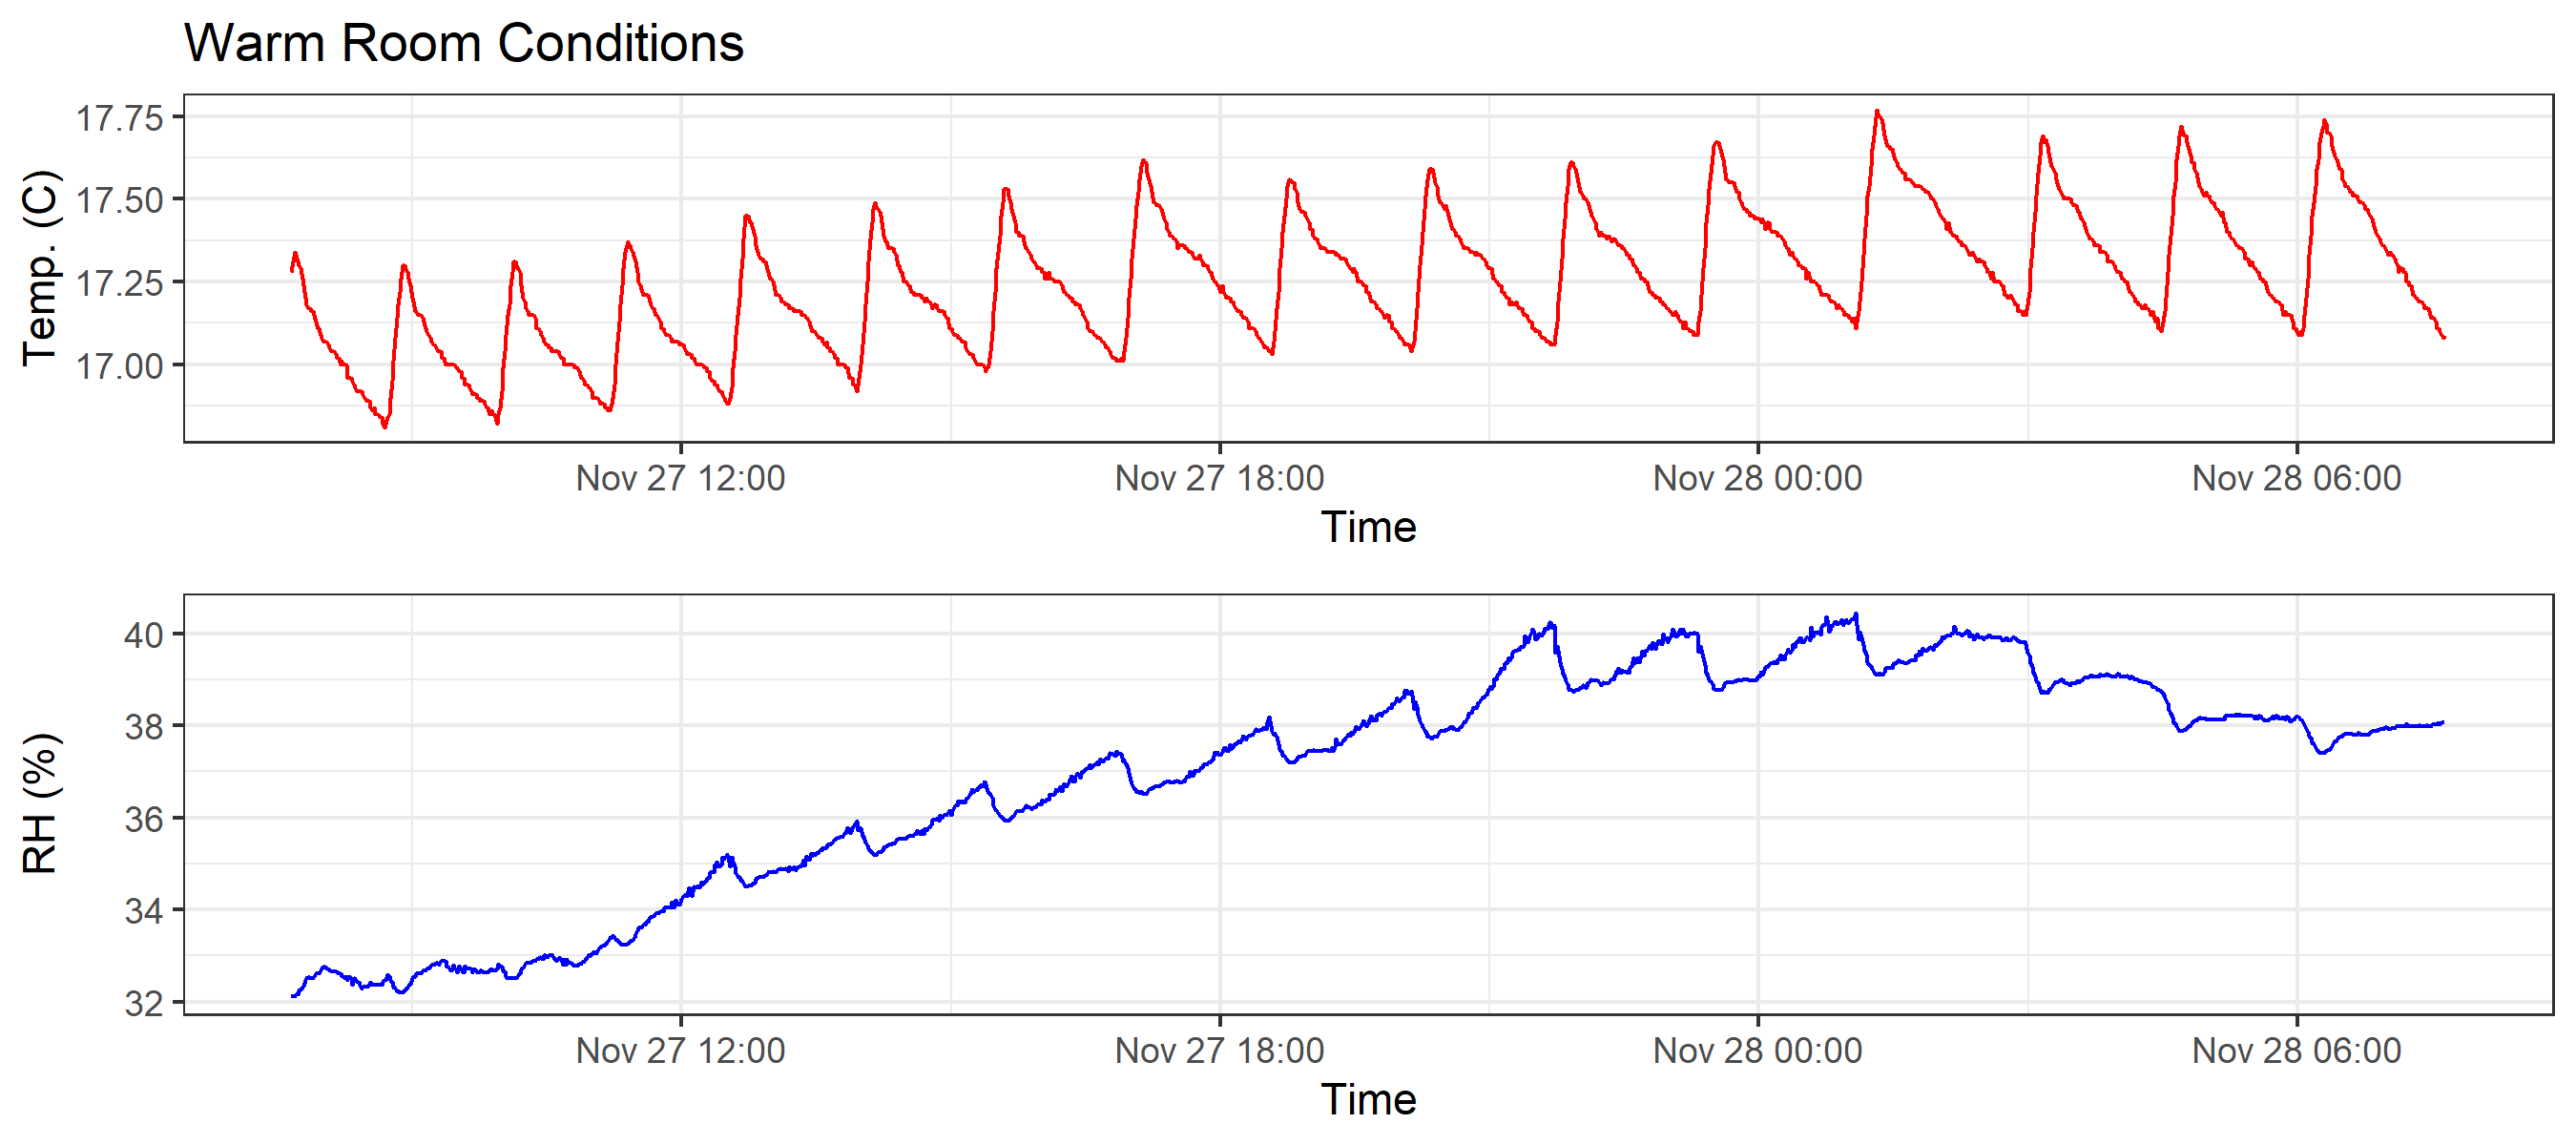 Warm Room Conditions
Temp. (C)
17.75
17.50
17.25
17.00
Nov 27 12:00 Nov 27 18:00 Nov 28 00:00 Nov 28 06:00
Time
RH (%)
40
38
36
34
32
Nov 27 12:00 Nov 27 18:00 Nov 28 00:00 Nov 28 06:00
Time